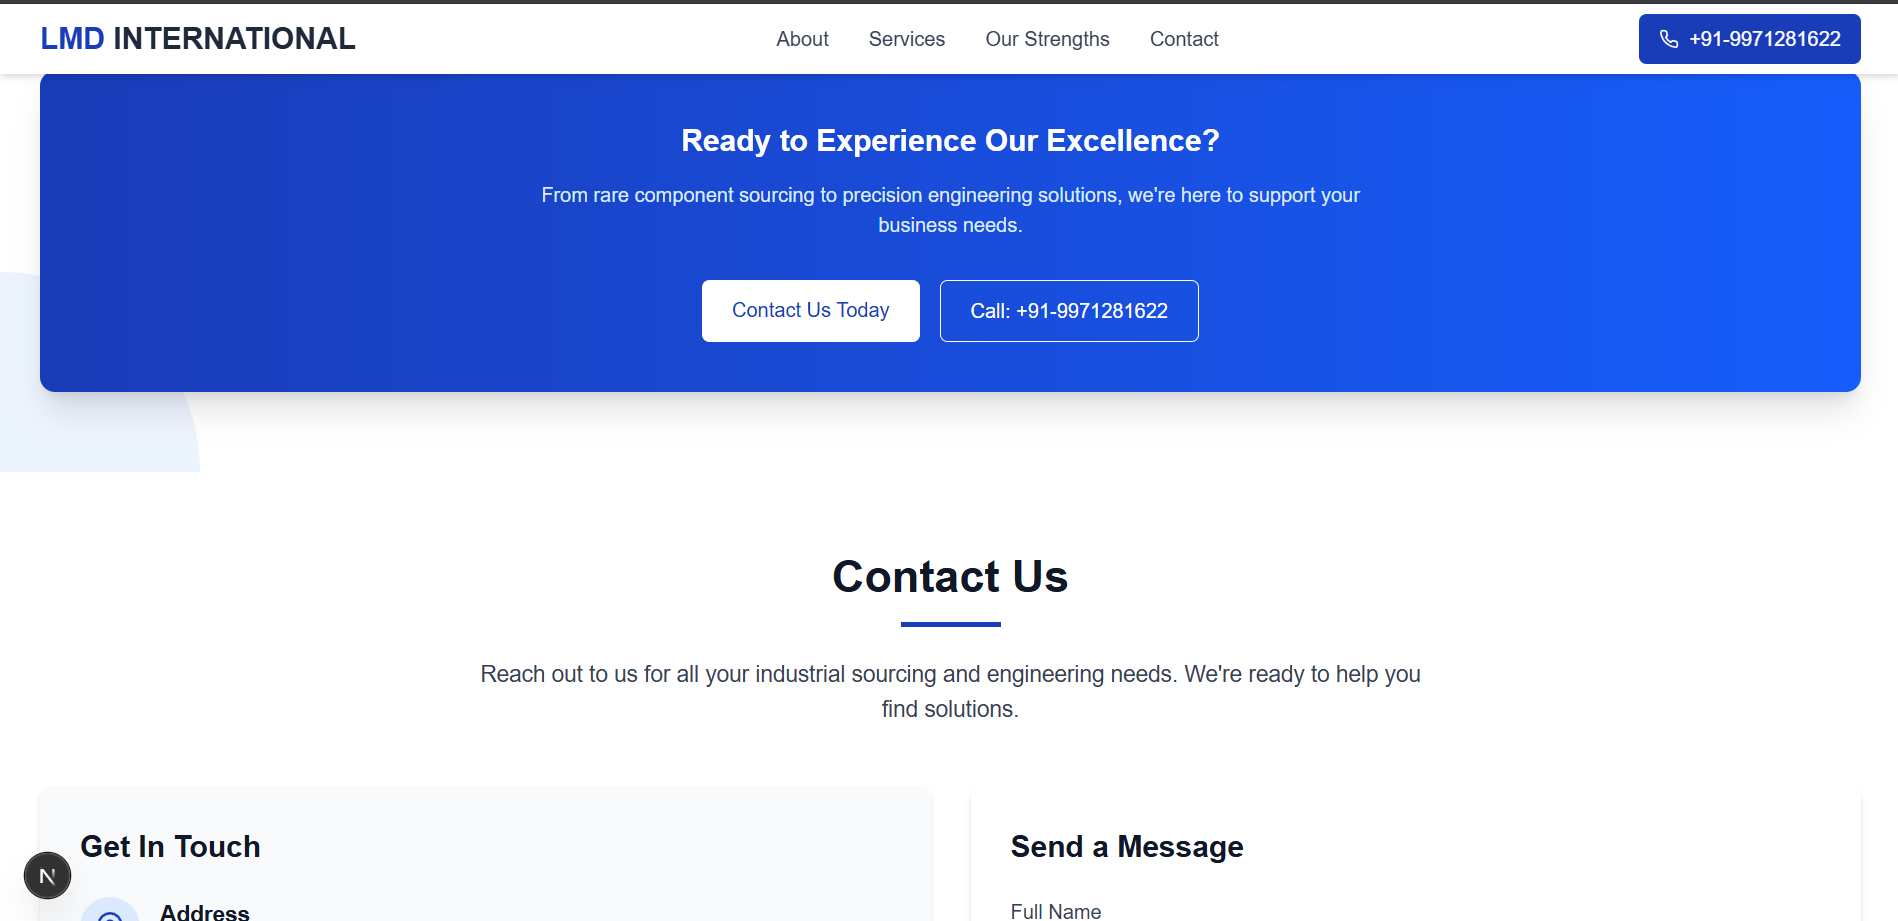 LMD INTERNATIONAL
About
Services
Our Strengths
Contact
+91-9971281622
Ready to Experience Our Excellence?
From rare component sourcing to precision engineering solutions, we're here to support your
business needs.
Contact Us Today
Call: +91-9971281622
Contact Us
Reach out to us for all your industrial sourcing and engineering needs. We're ready to help you
find solutions.
Get In Touch
Send a Message
N
Address
Full Name